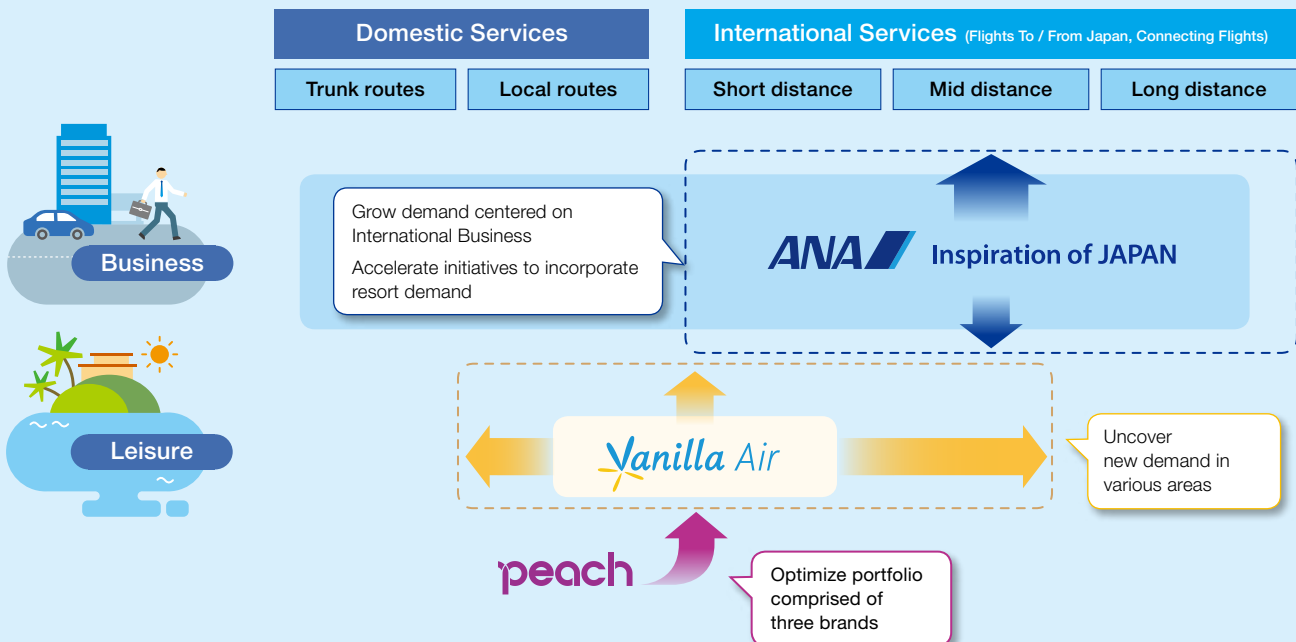 Domestic Services
International Services (Flights To / From Japan, Connecting Flights)
Trunk routes
Local routes
Short distance
Mid distance
Long distance
Business
Grow demand centered on
International Business
Accelerate initiatives to incorporate
resort demand
ANA Inspiration of JAPAN
Leisure
Vanilla Air
Uncover
new demand in
various areas
peach
Optimize portfolio
comprised of
three brands